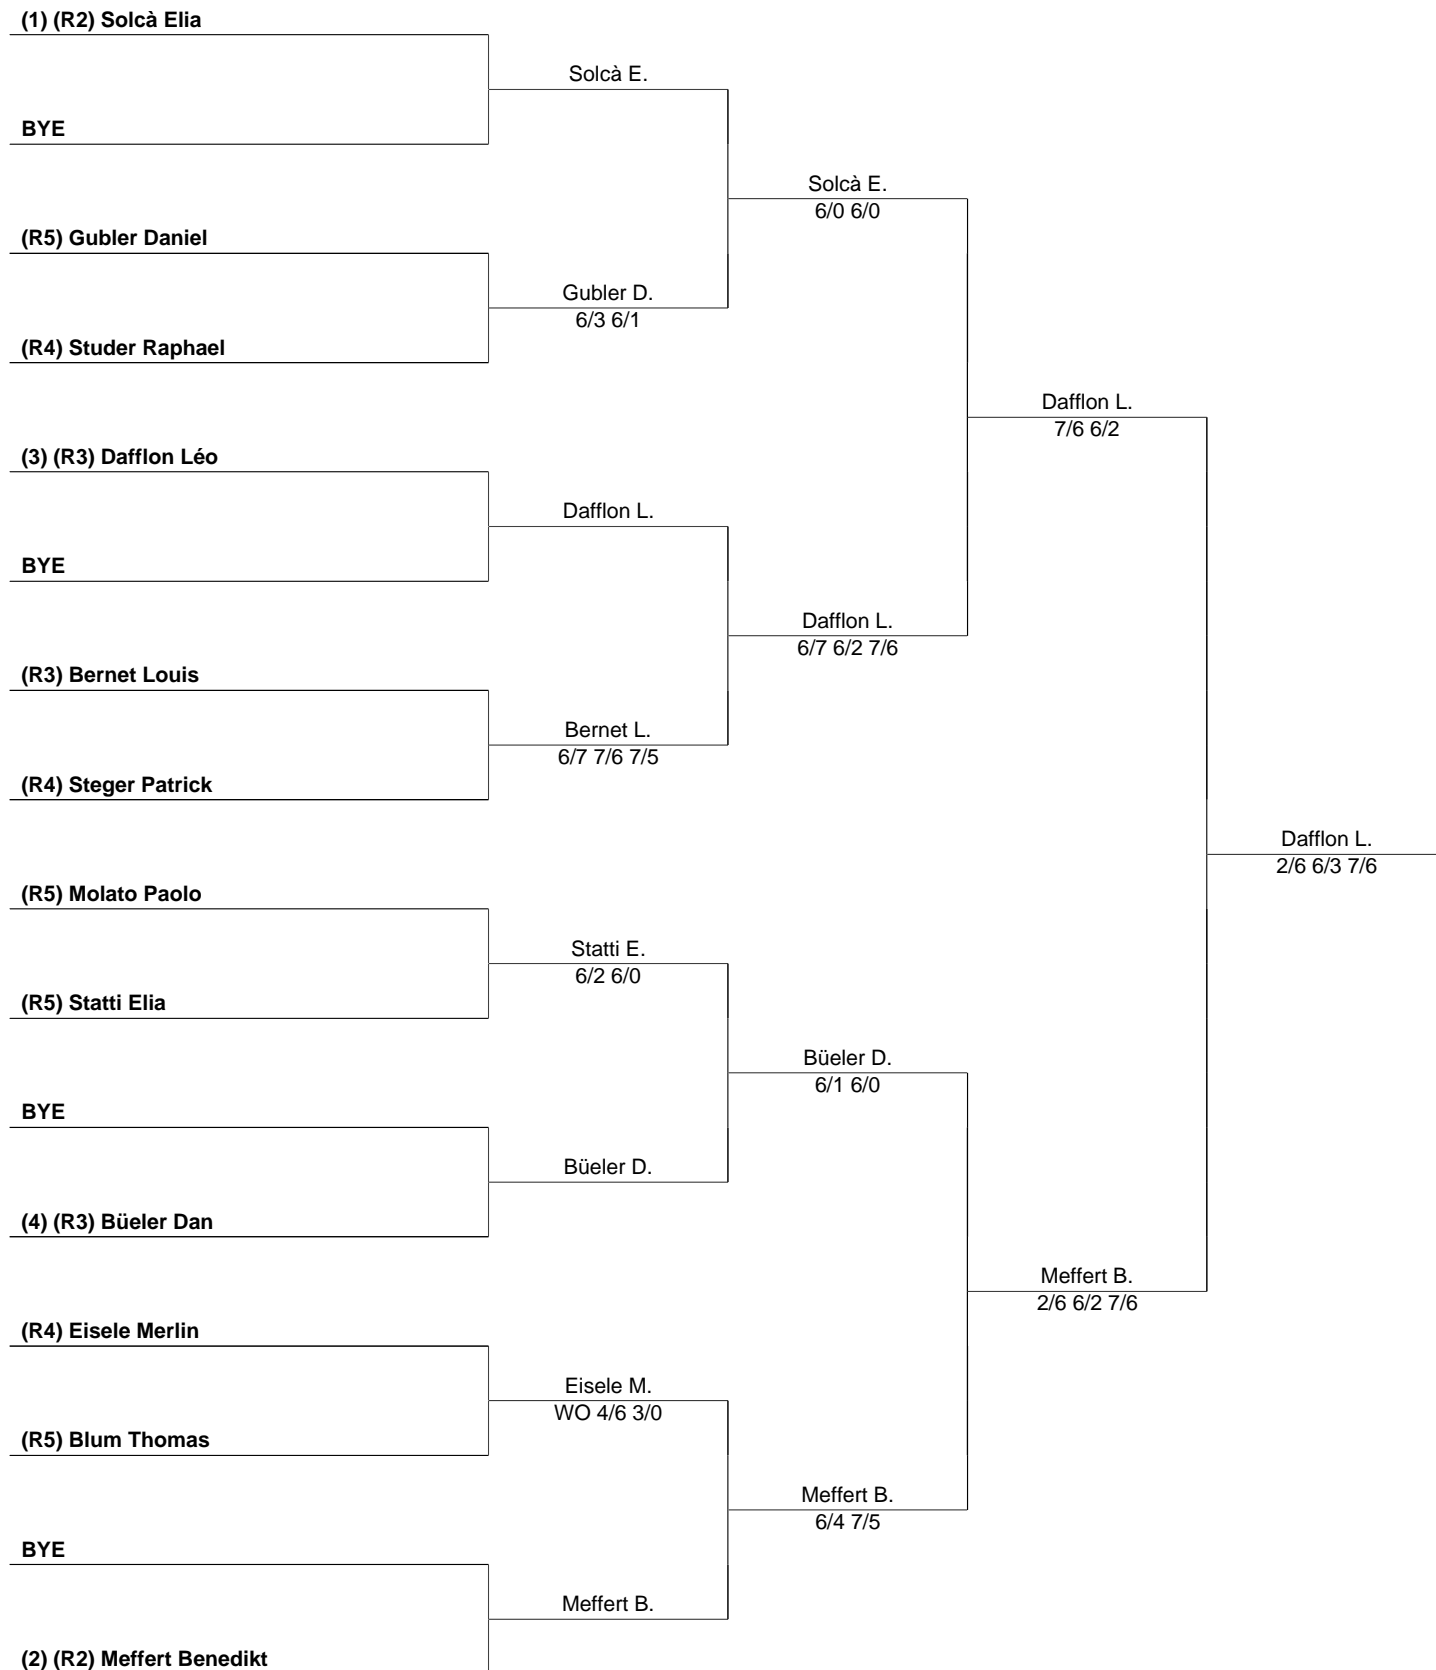 (1) (R2) Solcà Elia
Solcà E.
BYE
Solcà E.
6/0 6/0
(R5) Gubler Daniel
Gubler D.
6/3 6/1
(R4) Studer Raphael
Dafflon L.
7/6 6/2
(3) (R3) Dafflon Léo
Dafflon L.
BYE
Dafflon L.
6/7 6/2 7/6
(R3) Bernet Louis
Bernet L.
6/7 7/6 7/5
(R4) Steger Patrick
Dafflon L.
2/6 6/3 7/6
(R5) Molato Paolo
Statti E.
6/2 6/0
(R5) Statti Elia
Büeler D.
6/1 6/0
BYE
Büeler D.
(4) (R3) Büeler Dan
Meffert B.
2/6 6/2 7/6
(R4) Eisele Merlin
Eisele M.
WO 4/6 3/0
(R5) Blum Thomas
Meffert B.
6/4 7/5
BYE
Meffert B.
(2) (R2) Meffert Benedikt